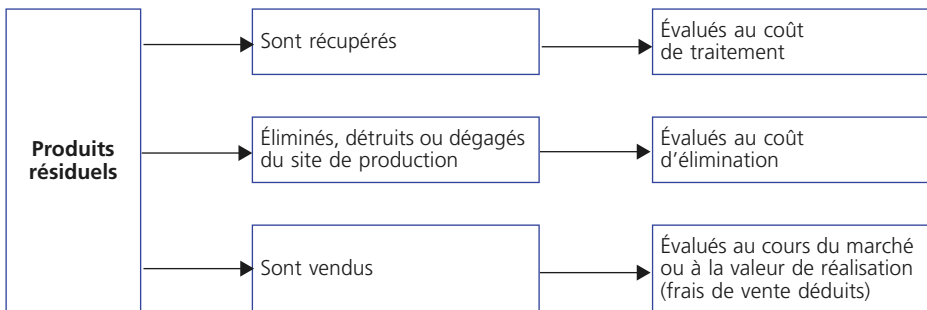 Produits
résiduels
Sont récupérés
Évalués au coût
de traitement
Éliminés, détruits ou dégagés
du site de production
Évalués au coût
d'élimination
Sont vendus
Évalués au cours du marché
ou à la valeur de réalisation
(frais de vente déduits)